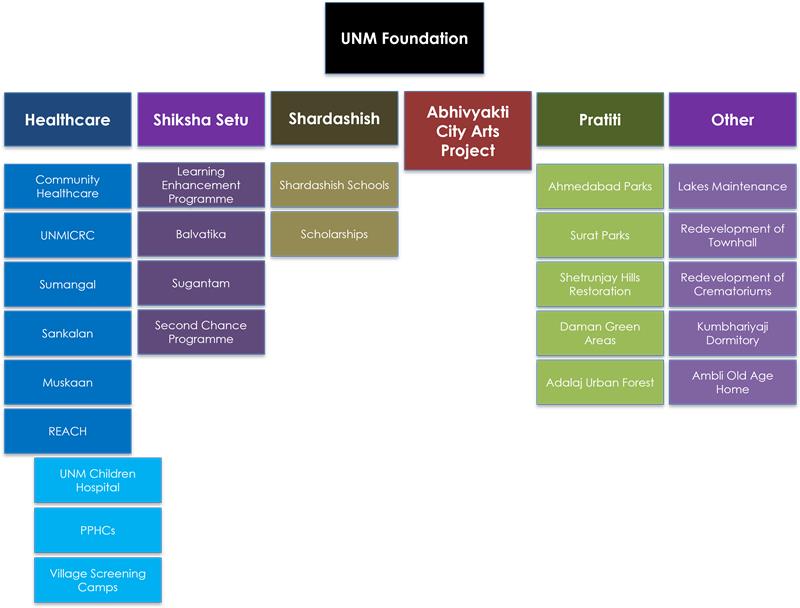 UNM Foundation
Healthcare
Community
Healthcare
UNMICRC
Sumangal
Sankalan
Muskaan
REACH
UNM Children
Hospital
PPHCs
Village Screening
Camps
Shiksha Setu
Learning
Enhancement
Programme
Balvatika
Sugantam
Second Chance
Programme
Shardashish
Shardashish Schools
Scholarships
Abhivyakti
City Arts
Project
Pratiti
Ahmedabad Parks
Surat Parks
Shetrunjay Hills
Restoration
Daman Green
Areas
Adalaj Urban Forest
Other
Lakes Maintenance
Redevelopment of
Townhall
Redevelopment of
Crematoriums
Kumbhariyaji
Dormitory
Ambli Old Age
Home